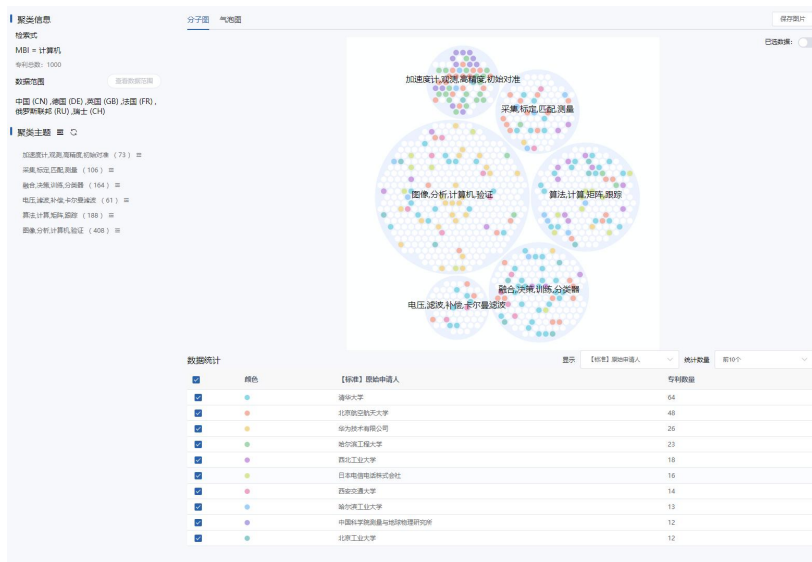 聚类信息
检索式
MBI = 计算机
专利总数：1000
数据范围
查看数据范围
中国 (CN) ,德国 (DE) ,英国 (GB) ,法国 (FR) ,
俄罗斯联邦 (RU) ,瑞士 (CH)
聚类主题
加速度计,观测,高精度,初始对准 （ 73 ）
采集,标定,匹配,测量 （ 106 ）
融合,决策,训练,分类器 （ 164 ）
电压,滤波,补偿,卡尔曼滤波 （ 61 ）
算法,计算,矩阵,跟踪 （ 188 ）
图像,分析,计算机,验证 （ 408 ）
分子图 气泡图
保存图片
已选数据：
加速度计,观测,高精度,初始对准
采集,标定,匹配,测量
图像,分析,计算机,验证
算法,计算,矩阵,跟踪
融合,决策,训练,分类器
电压,滤波,补偿,卡尔曼滤波
数据统计
显示 【标准】原始申请人 统计数量 前10个
颜色 【标准】原始申请人 专利数量
清华大学 64
北京航空航天大学 48
华为技术有限公司 26
哈尔滨工程大学 23
西北工业大学 18
日本电信电话株式会社 16
西安交通大学 14
哈尔滨工业大学 13
中国科学院测量与地球物理研究所 12
北京工业大学 12